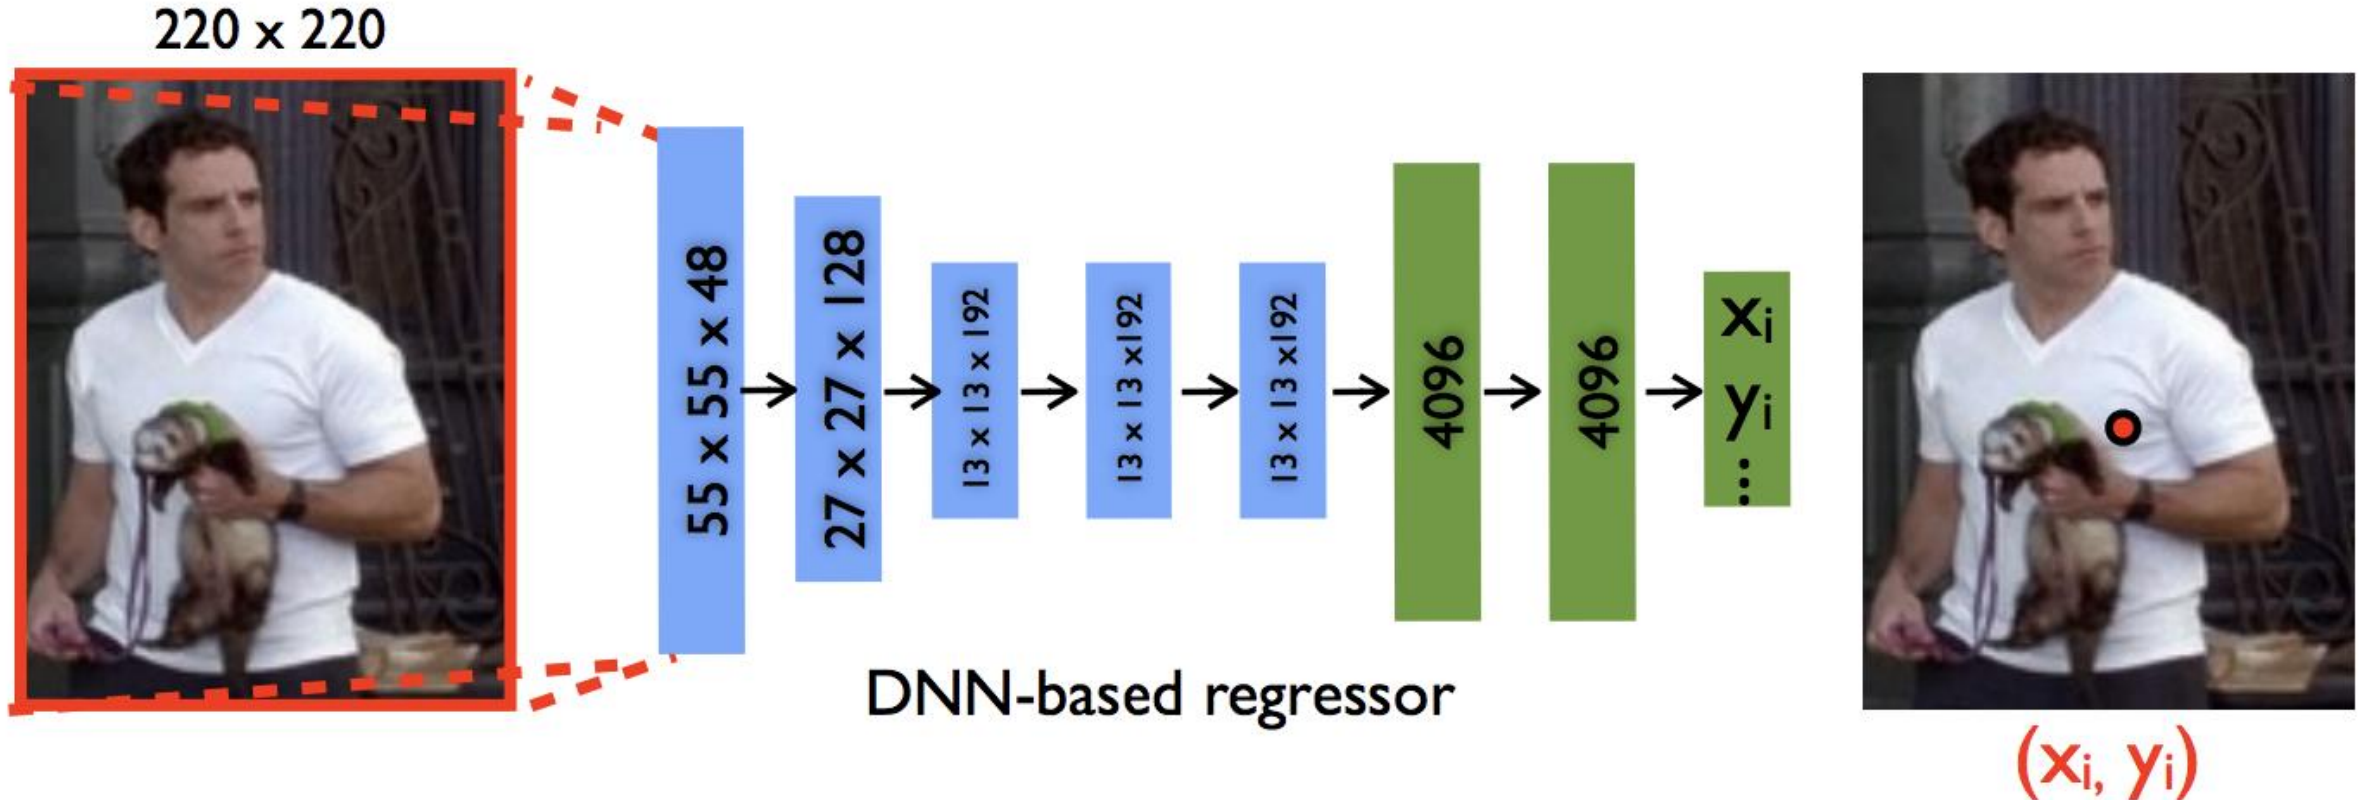 220 x 220
55 x 55 x 48
27 x 27 x 128
13 x 13 x 192
13 x 13 x192
13 x 13 x192
4096
4096
xi
yi
...
DNN-based regressor
(xi, yi)